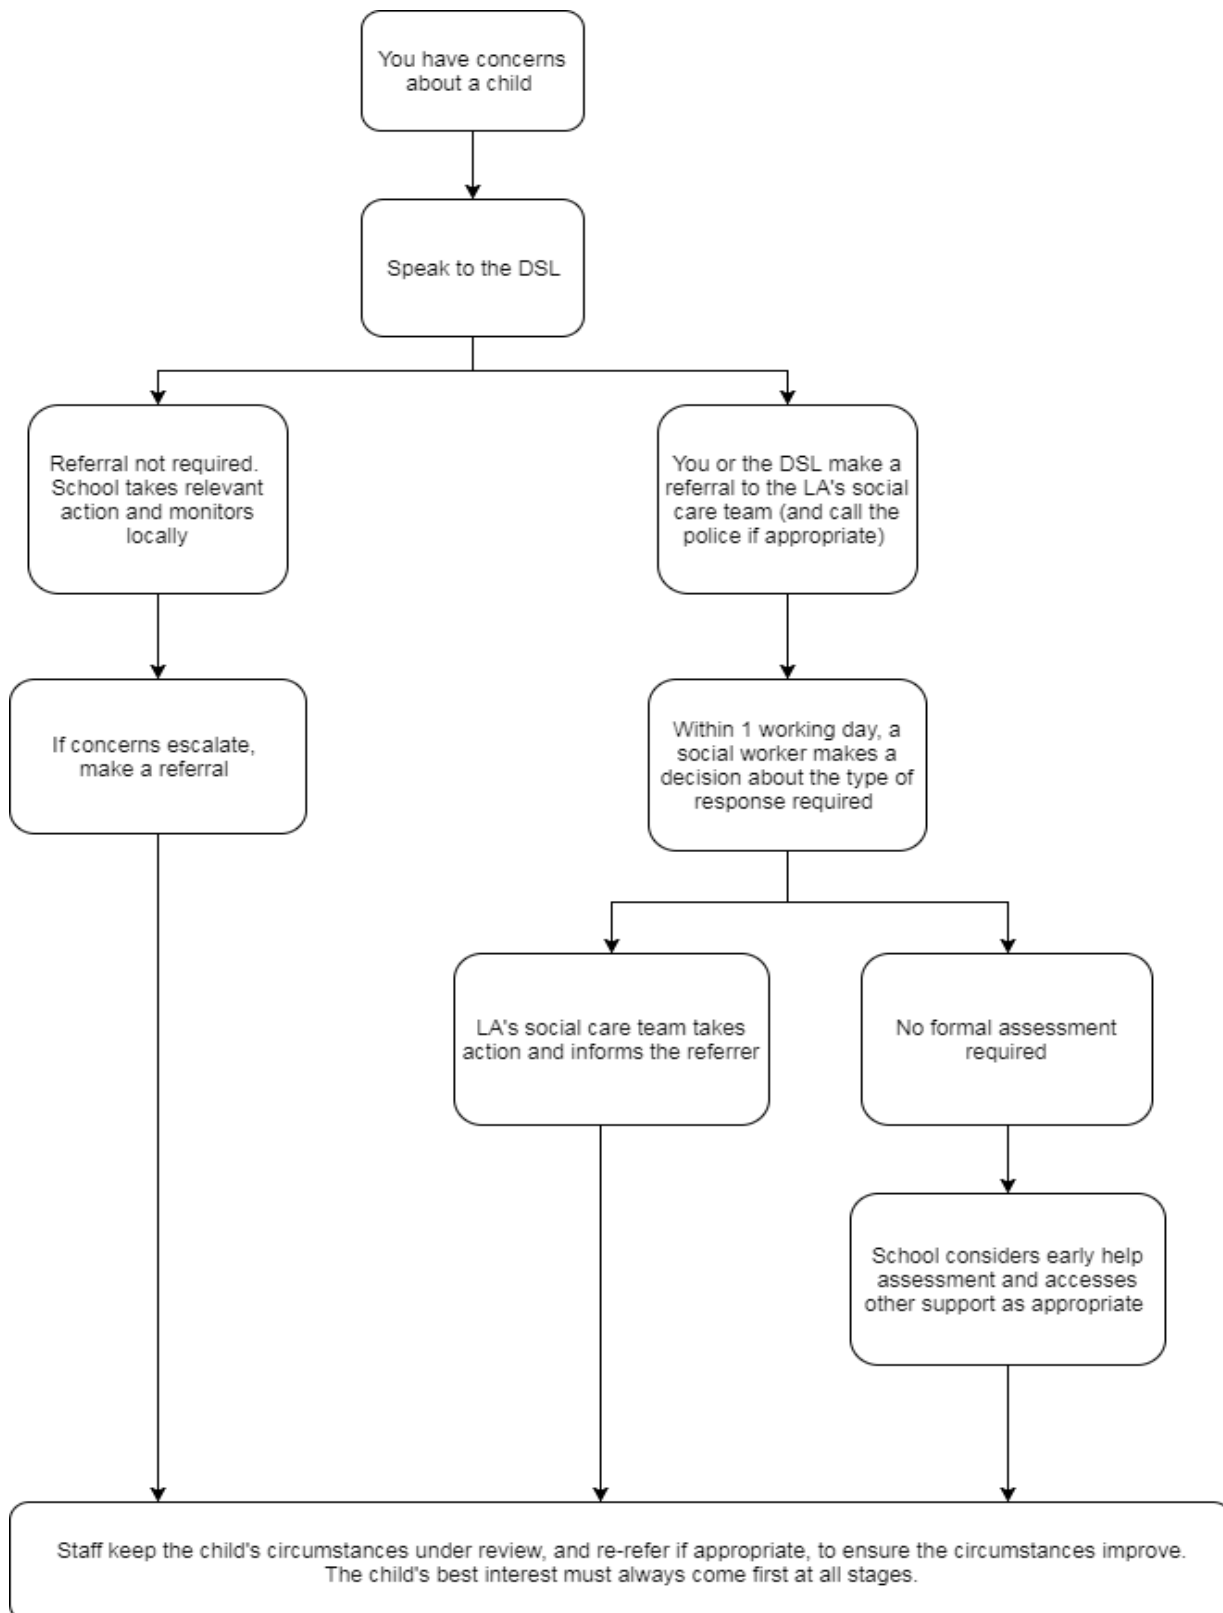 You have concerns
about a child
Speak to the DSL
Referral not required.
School takes relevant
action and monitors
locally
You or the DSL make a
referral to the LA's social
care team (and call the
police if appropriate)
If concerns escalate,
make a referral
Within 1 working day, a
social worker makes a
decision about the type of
response required
LA's social care team takes
action and informs the referrer
No formal assessment
required
School considers early help
assessment and accesses
other support as appropriate
Staff keep the child's circumstances under review, and re-refer if appropriate, to ensure the circumstances improve.
The child's best interest must always come first at all stages.